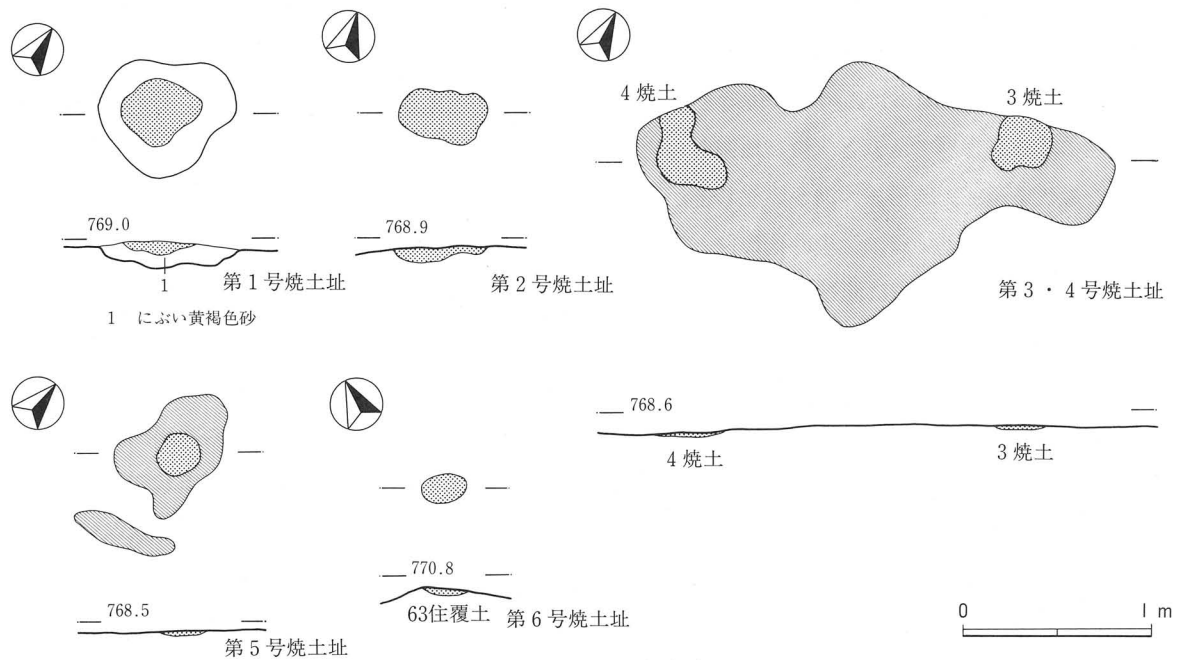 4焼土
3焼土
769.0
1
第1号焼土址
1 にぶい黄褐色砂
768.9
第2号焼土址
第3・4号焼土址
768.6
4焼土
3焼土
768.5
第5号焼土址
770.8
63住覆土
第6号焼土址
0 1m